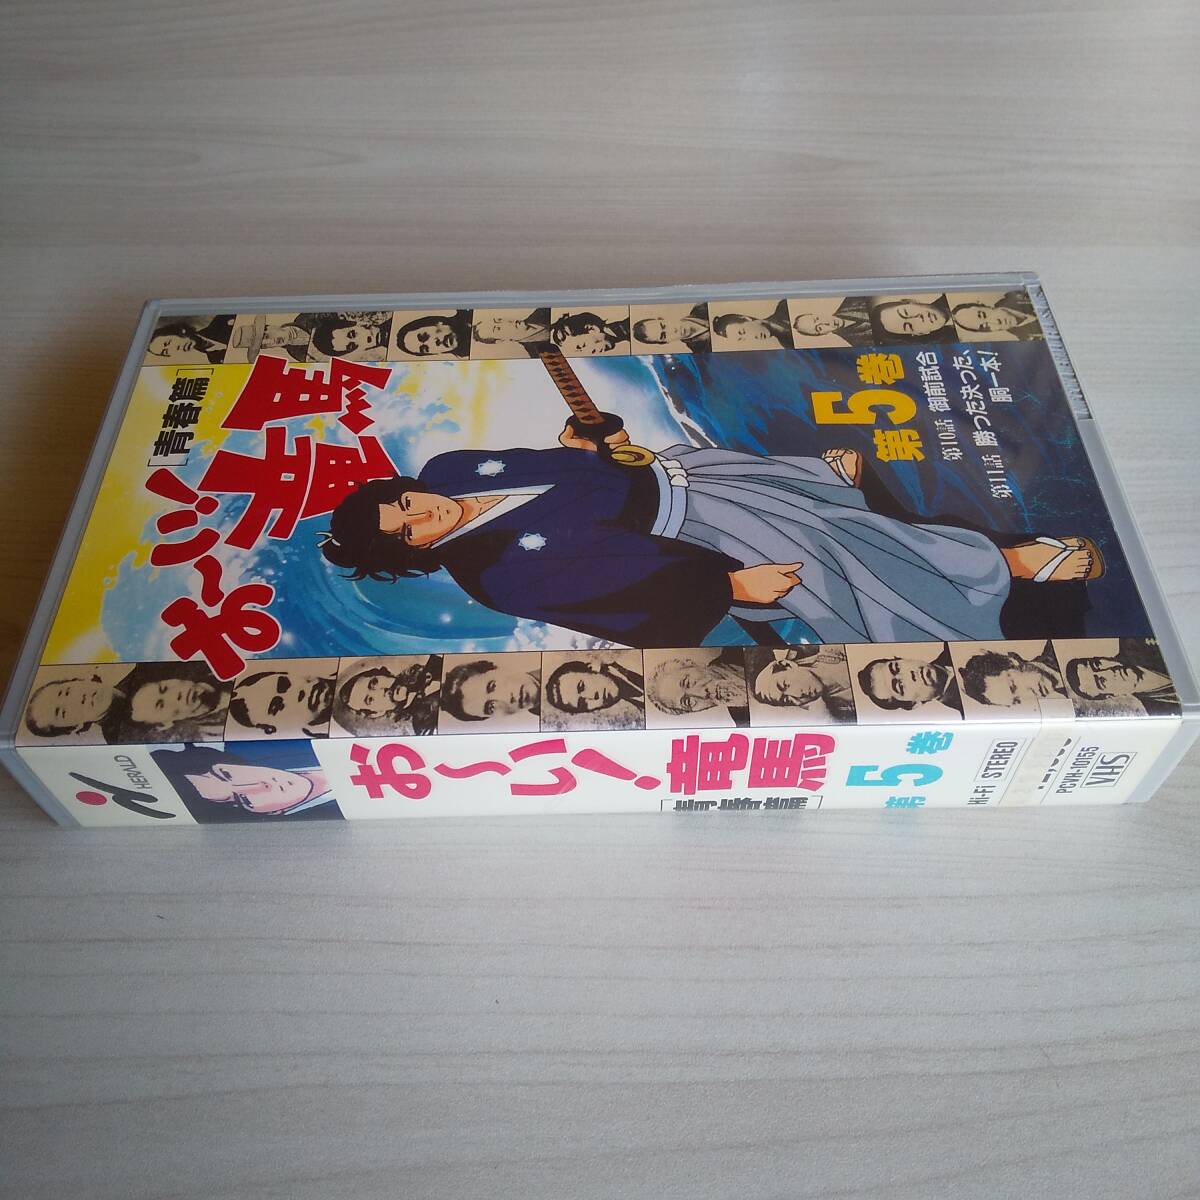 [青春篇]
お〜い!竜馬
第5巻
第10話 御前試合
第11話 勝った決った、
胴一本!
HERALD
お〜い!竜馬
[青春篇]
第5巻
Hi-Fi STEREO
PCVH-00155
VHS